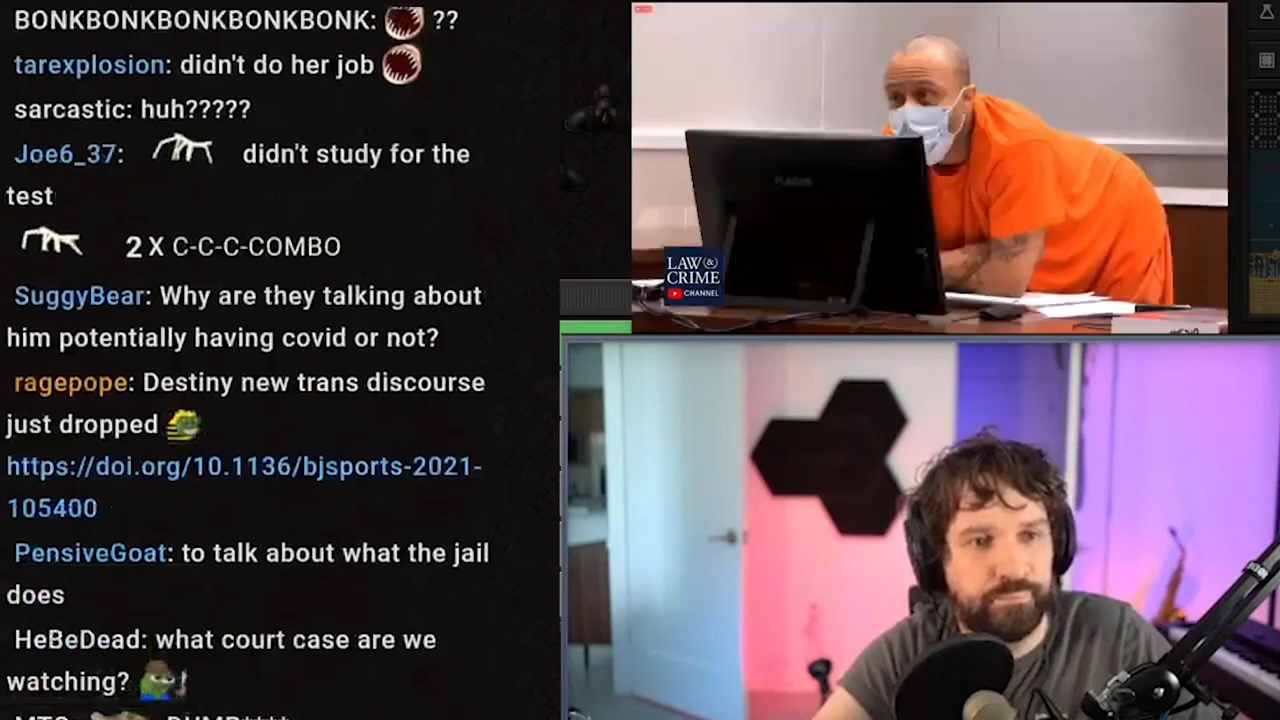 BONKBONKBONKBONKBONK: ??
tarexplosion: didn't do her job
sarcastic: huh?????
Joe6_37: didn't study for the
test
2 X C-C-C-COMBO
SuggyBear: Why are they talking about
him potentially having covid or not?
ragepope: Destiny new trans discourse
just dropped
https://doi.org/10.1136/bjsports-2021-
105400
PensiveGoat: to talk about what the jail
does
HeBeDead: what court case are we
watching?
LAW &
CRIME
CHANNEL